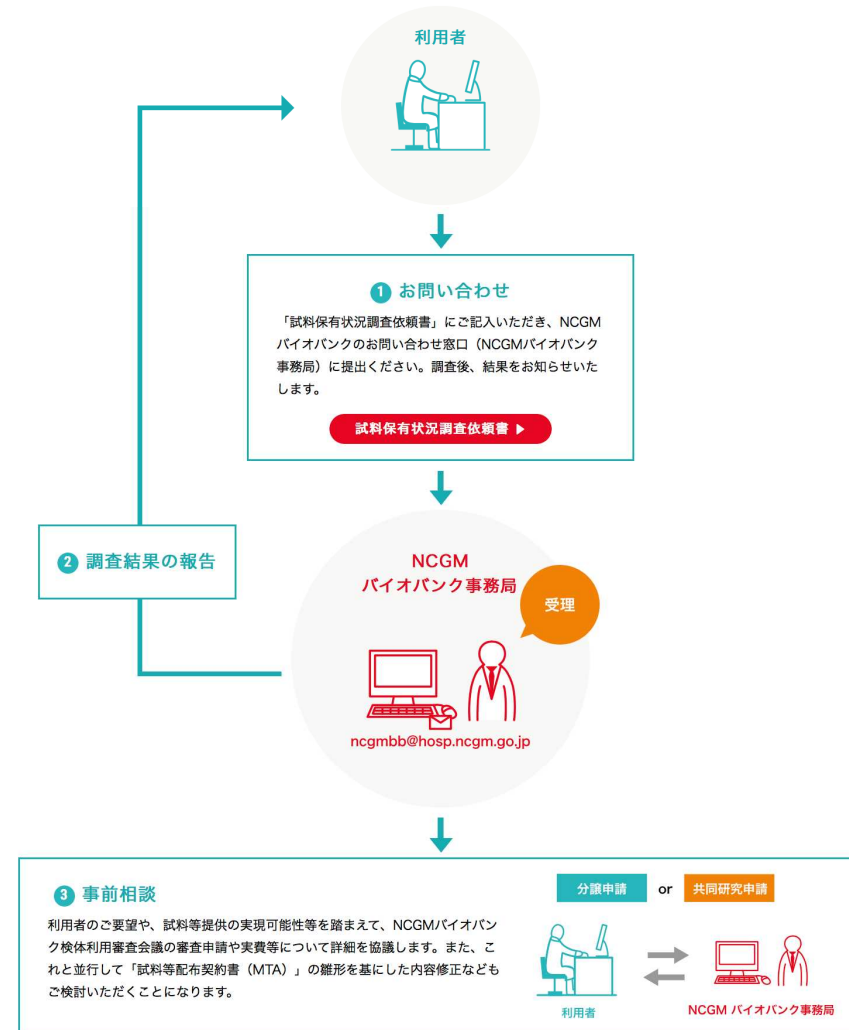 利用者
1 お問い合わせ
「試料保有状況調査依頼書」にご記入いただき、NCGM
バイオバンクのお問い合わせ窓口（NCGMバイオバンク
事務局）に提出ください。調査後、結果をお知らせいた
します。
試料保有状況調査依頼書 ▶
2 調査結果の報告
NCGM
バイオバンク事務局
受理
ncgmbb@hosp.ncgm.go.jp
3 事前相談
利用者のご要望や、試料等提供の実現可能性等を踏まえて、NCGMバイオバン
ク検体利用審査会議の審査申請や実費等について詳細を協議します。また、こ
れと並行して「試料等配布契約書（MTA）」の雛形を基にした内容修正なども
ご検討いただくことになります。
分譲申請 or 共同研究申請
利用者
NCGM バイオバンク事務局